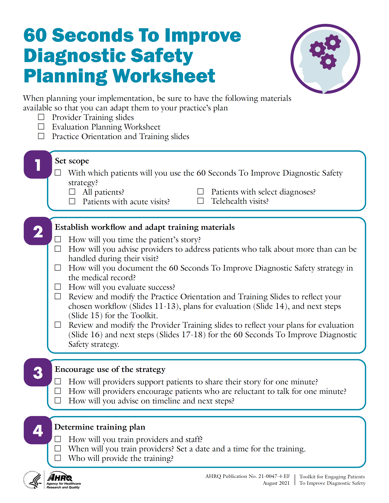 60 Seconds To Improve
Diagnostic Safety
Planning Worksheet
When planning your implementation, be sure to have the following materials
available so that you can adapt them to your practice's plan
Provider Training slides
Evaluation Planning Worksheet
Practice Orientation and Training slides
1
Set scope
With which patients will you use the 60 Seconds To Improve Diagnostic Safety
strategy?
All patients?
Patients with select diagnoses?
Patients with acute visits?
Telehealth visits?
2
Establish workflow and adapt training materials
How will you time the patient's story?
How will you advise providers to address patients who talk about more than can be
handled during their visit?
How will you document the 60 Seconds To Improve Diagnostic Safety strategy in
the medical record?
How will you evaluate success?
Review and modify the Practice Orientation and Training Slides to reflect your
chosen workflow (Slides 11-13), plans for evaluation (Slide 14), and next steps
(Slide 15) for the Toolkit.
Review and modify the Provider Training slides to reflect your plans for evaluation
(Slide 16) and next steps (Slides 17-18) for the 60 Seconds To Improve Diagnostic
Safety strategy.
3
Encourage use of the strategy
How will providers support patients to share their story for one minute?
How will providers encourage patients who are reluctant to talk for one minute?
How will you advise on timeline and next steps?
4
Determine training plan
How will you train providers and staff?
When will you train providers? Set a date and a time for the training.
Who will provide the training?
AHRQ
Agency for Healthcare
Research and Quality
AHRQ Publication No. 21-0047-4-EF
August 2021
Toolkit for Engaging Patients
To Improve Diagnostic Safety